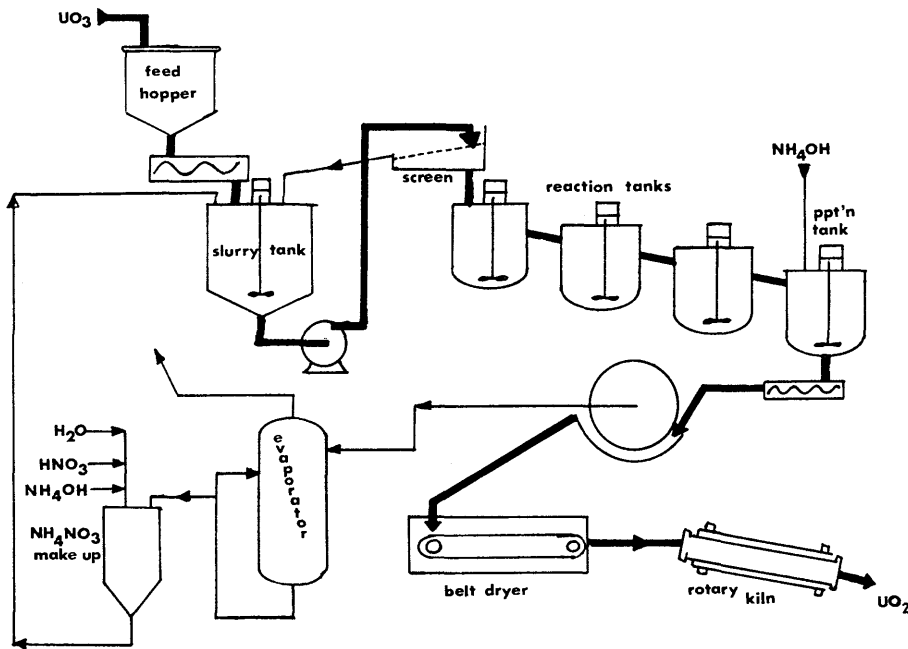 UO₃
feed
hopper
screen
NH₄OH
reaction tanks
ppt'n
tank
slurry tank
H₂O
HNO₃
NH₄OH
NH₄NO₃
make up
evaporator
belt dryer
rotary kiln
UO₂